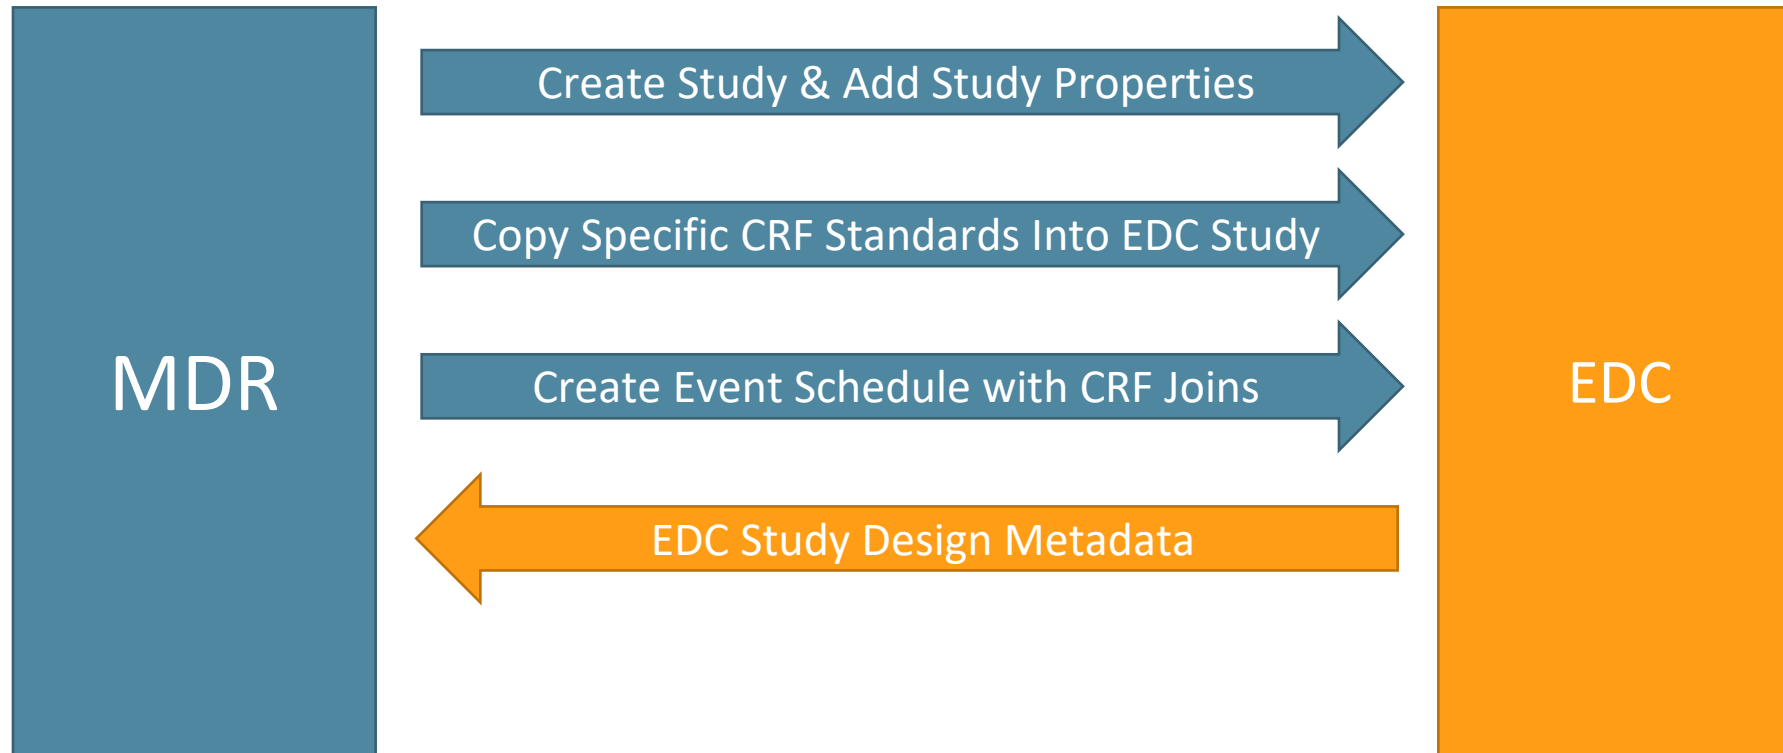 MDR
Create Study & Add Study Properties
Copy Specific CRF Standards Into EDC Study
Create Event Schedule with CRF Joins
EDC Study Design Metadata
EDC